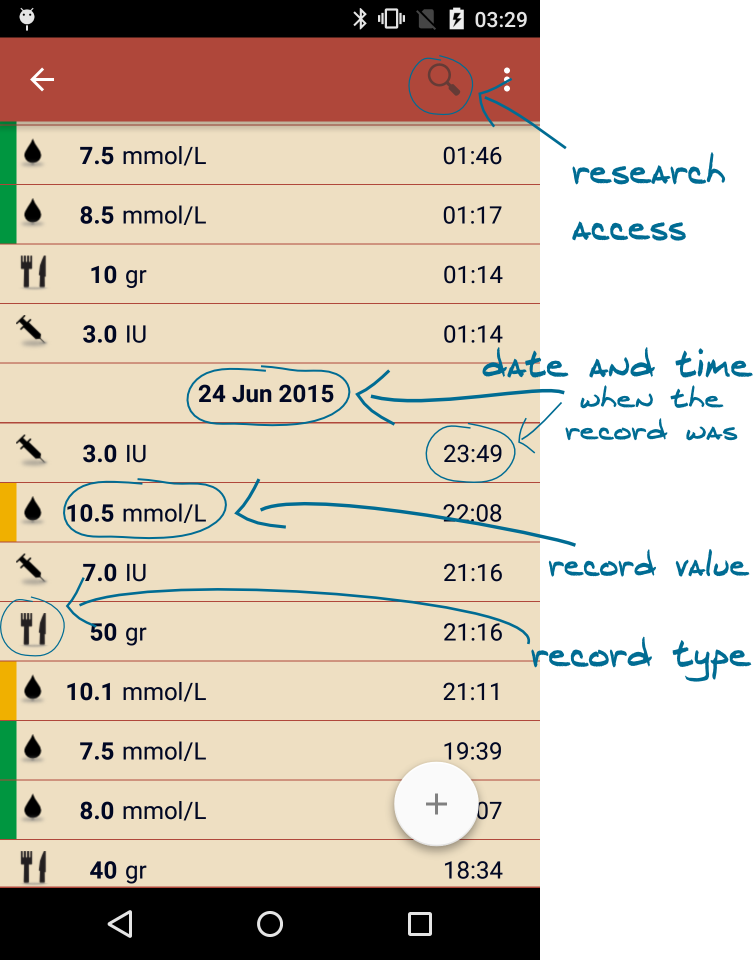 03:29
7.5 mmol/L 01:46
8.5 mmol/L 01:17
research
access
10 gr 01:14
3.0 IU 01:14
24 Jun 2015
date and time
when the
record was
3.0 IU 23:49
10.5 mmol/L 22:08
record value
7.0 IU 21:16
50 gr 21:16
record type
10.1 mmol/L 21:11
7.5 mmol/L 19:39
8.0 mmol/L 07
40 gr 18:34